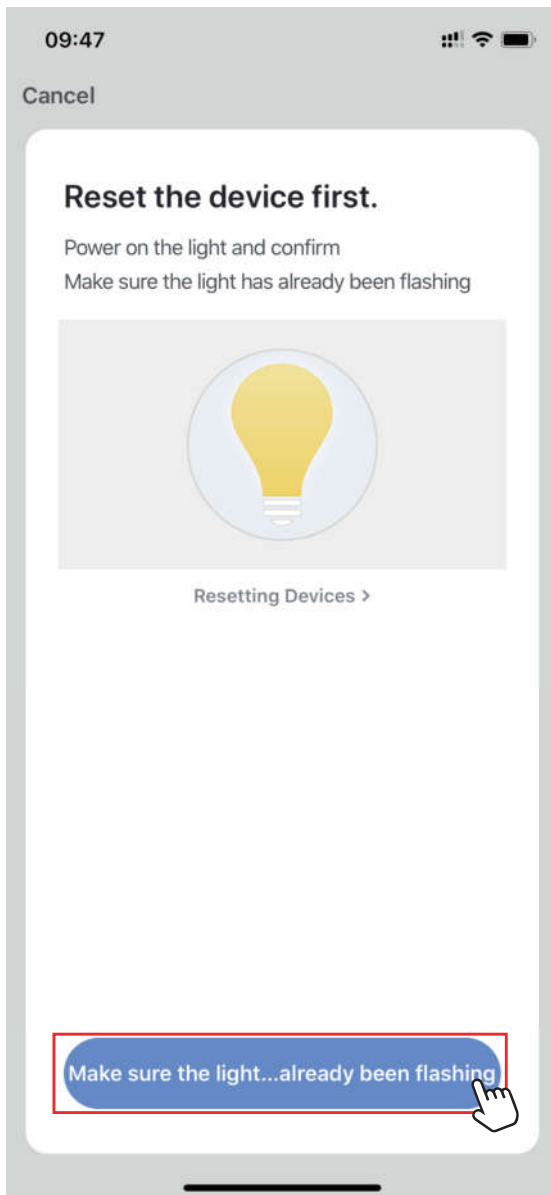 09:47
Cancel
Reset the device first.
Power on the light and confirm
Make sure the light has already been flashing
Resetting Devices >
Make sure the light...already been flashing